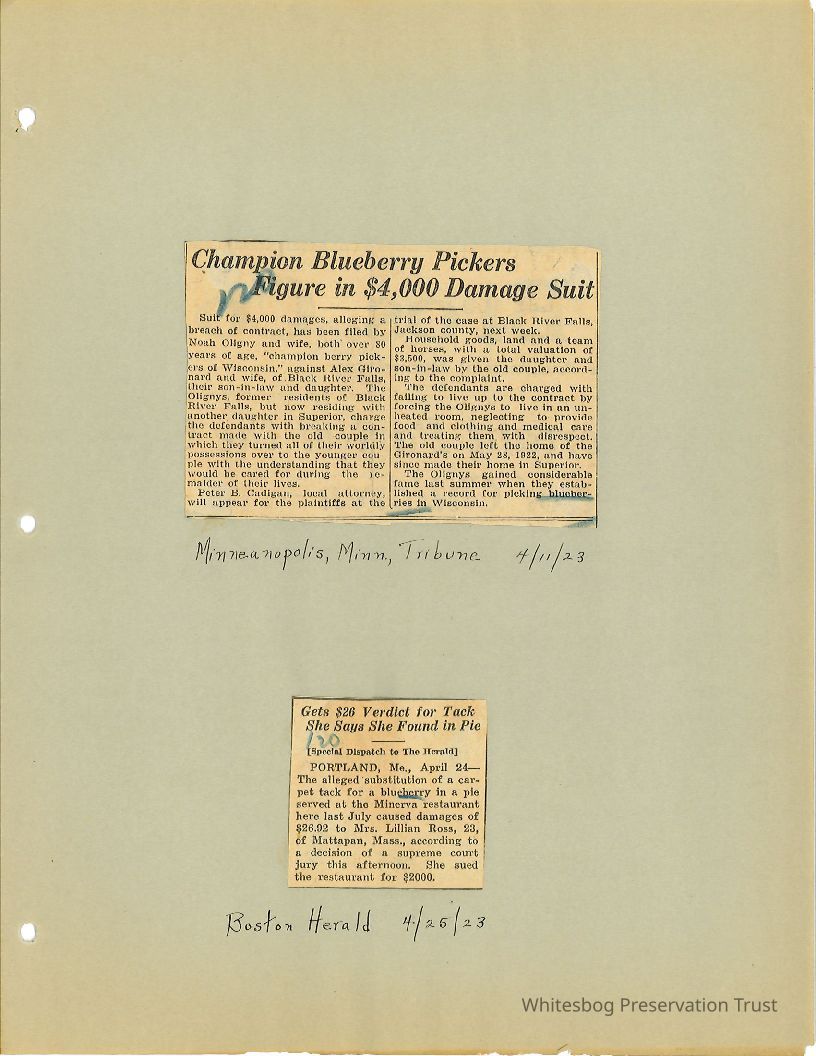 Champion Blueberry Pickers
Figure in $4,000 Damage Suit
Suit for $4,000 damages, alleging a
breach of contract, has been filed by
Noah Oligny and wife, both over 80
years of age, "champion berry pick-
ers of Wisconsin," against Alex Giro-
nard and wife, of Black River Falls,
their son-in-law and daughter. The
Olignys, former residents of Black
River Falls, but now residing with
another daughter in Superior, charge
the defendants with breaking a con-
tract made with the old couple in
which they turned all of their worldly
possessions over to the younger cou
ple with the understanding that they
would be cared for during the re-
mainder of their lives.
Peter B. Cadigan, local attorney,
will appear for the plaintiffs at the
trial of the case at Black River Falls,
Jackson county, next week.
Household goods, land and a team
of horses, with a total valuation of
$3,500, was given the daughter and
son-in-law by the old couple, accord-
ing to the complaint.
The defendants are charged with
failing to live up to the contract by
forcing the Olignys to live in an un-
heated room, neglecting to provide
food and clothing and medical care
and treating them with disrespect.
The old couple left the home of the
Gironard's on May 28, 1922, and have
since made their home in Superior.
The Olignys gained considerable
fame last summer when they estab-
lished a record for picking blueber-
ries in Wisconsin.
Minneanopolis, Minn., Tribune 4/11/23
Gets $26 Verdict for Tack
She Says She Found in Pie
[Special Dispatch to The Herald]
PORTLAND, Me., April 24—
The alleged substitution of a car-
pet tack for a blueberry in a pie
served at the Minerva restaurant
here last July caused damages of
$26.92 to Mrs. Lillian Ross, 23,
of Mattapan, Mass., according to
a decision of a supreme court
jury this afternoon. She sued
the restaurant for $2000.
Boston Herald 4/25/23
Whitesbog Preservation Trust